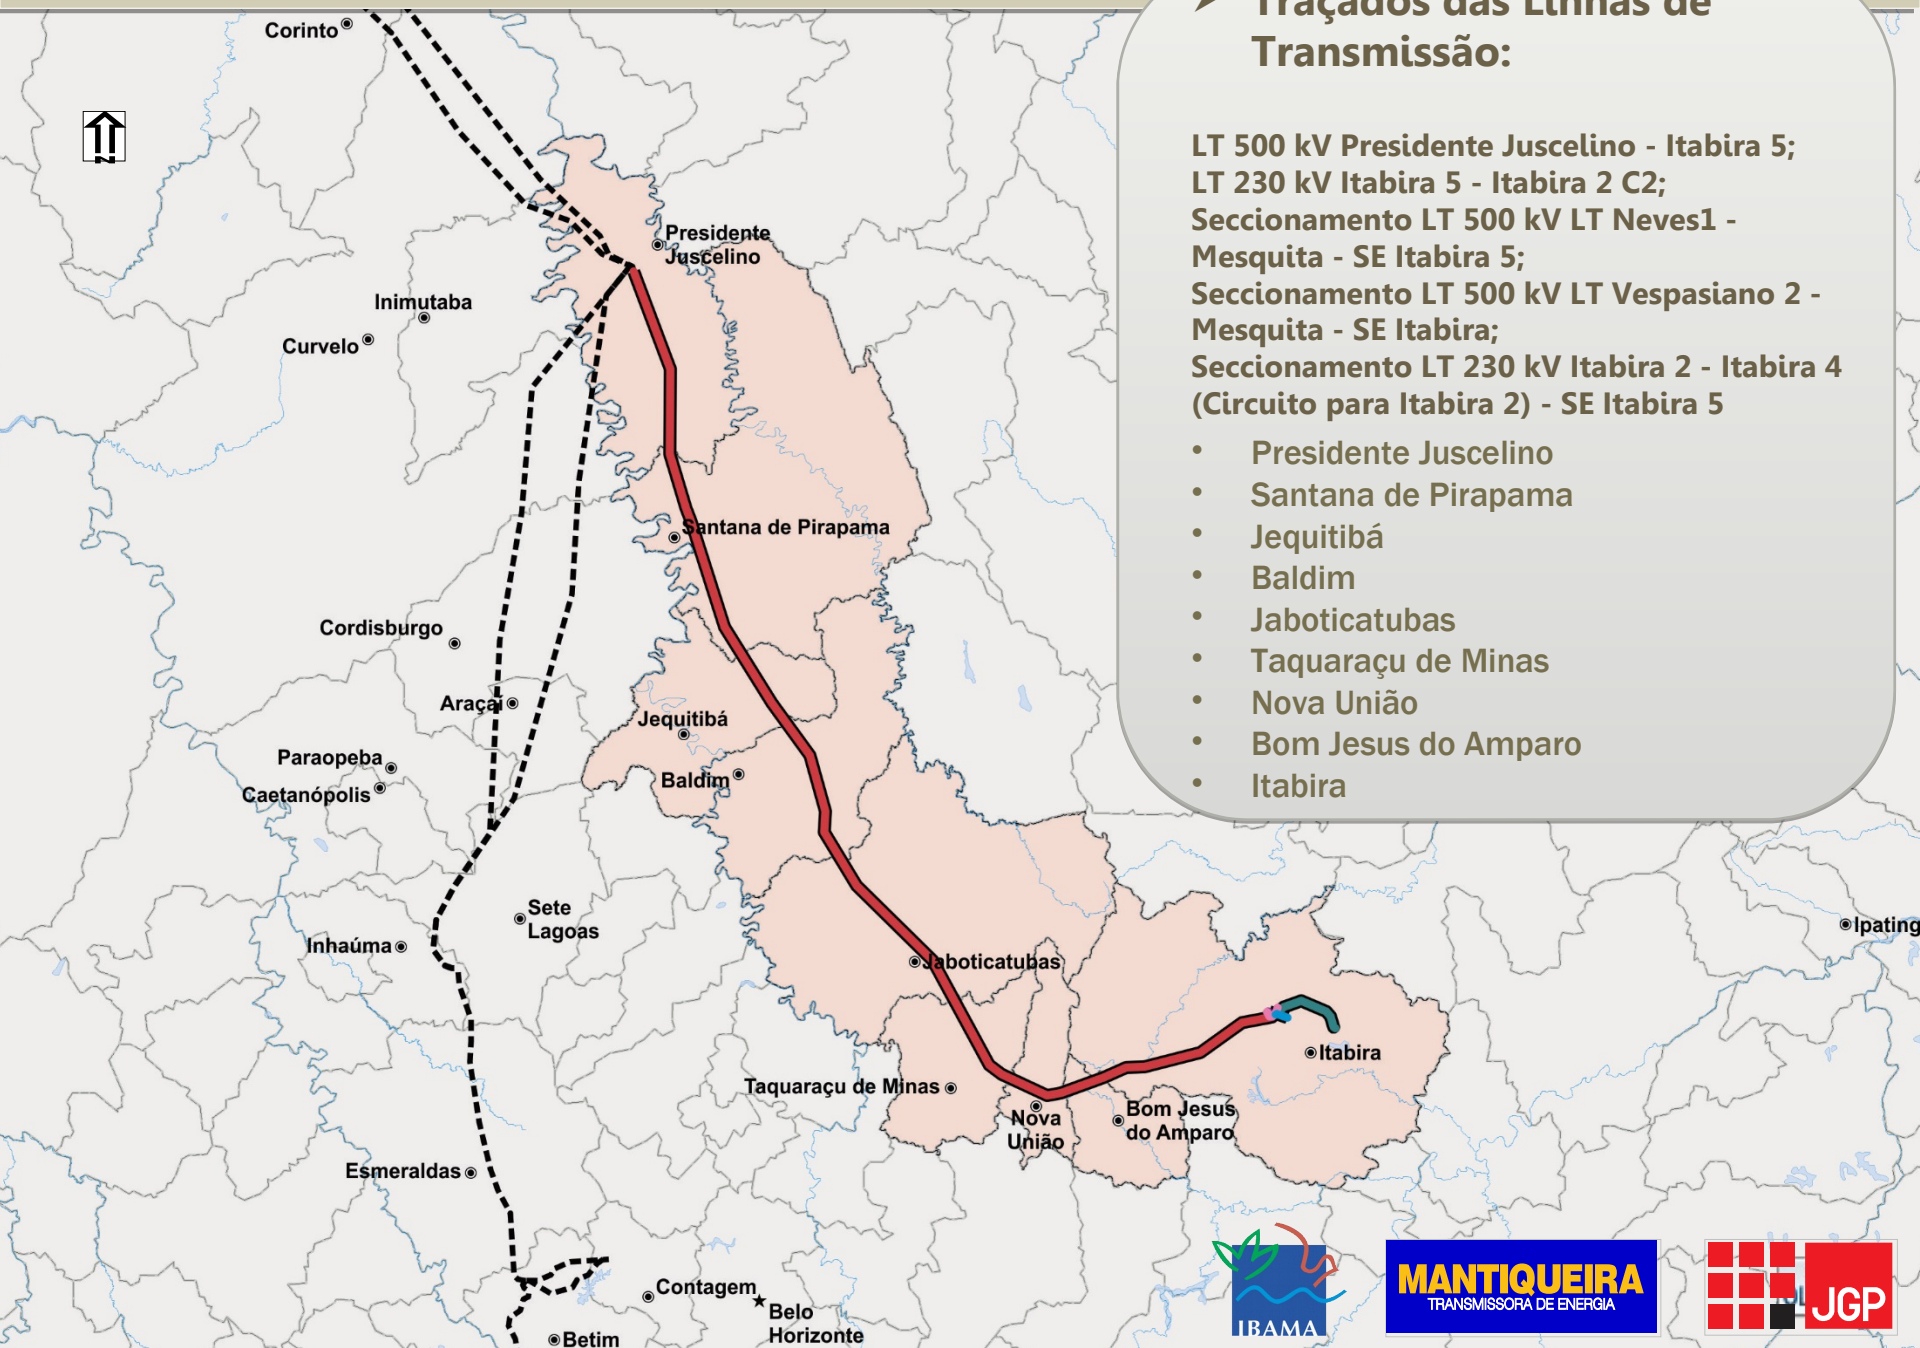 Traçados das Linhas de
Transmissão:
LT 500 kV Presidente Juscelino - Itabira 5;
LT 230 kV Itabira 5 - Itabira 2 C2;
Seccionamento LT 500 kV LT Neves1 -
Mesquita - SE Itabira 5;
Seccionamento LT 500 kV LT Vespasiano 2 -
Mesquita - SE Itabira;
Seccionamento LT 230 kV Itabira 2 - Itabira 4
(Circuito para Itabira 2) - SE Itabira 5
• Presidente Juscelino
• Santana de Pirapama
• Jequitibá
• Baldim
• Jaboticatubas
• Taquaraçu de Minas
• Nova União
• Bom Jesus do Amparo
• Itabira
Corinto
N
Presidente
Juscelino
Inimutaba
Curvelo
Santana de Pirapama
Cordisburgo
Araçaí
Jequitibá
Paraopeba
Baldim
Caetanópolis
Sete
Lagoas
Inhaúma
Ipating
Jaboticatubas
Itabira
Taquaraçu de Minas
Nova
União
Bom Jesus
do Amparo
Esmeraldas
Contagem
Belo
Horizonte
Betim
IBAMA
MANTIQUEIRA
TRANSMISSORA DE ENERGIA
JGP